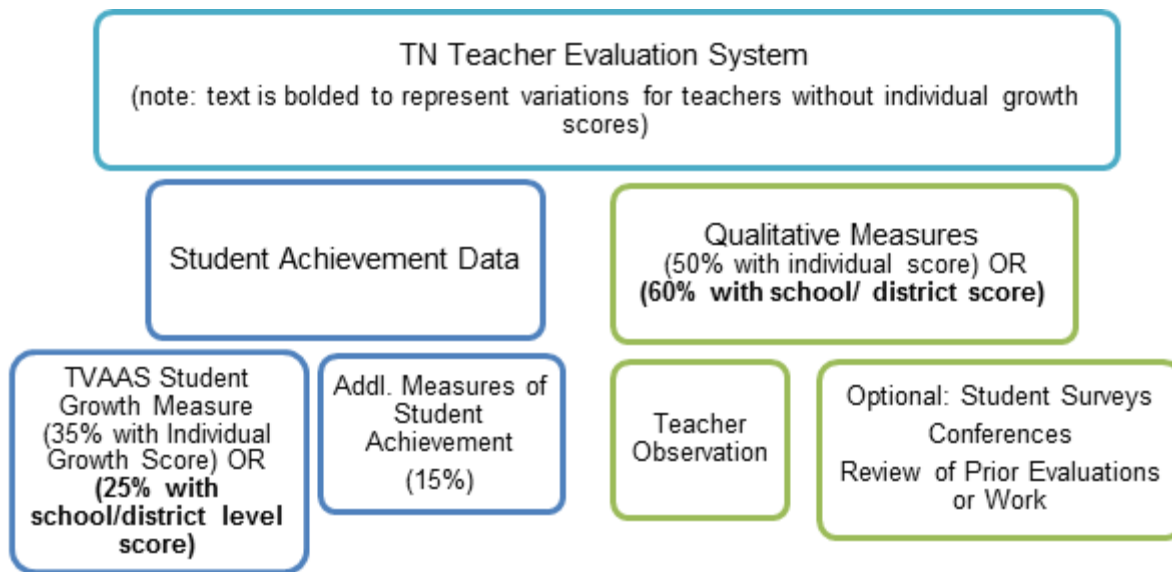 TN Teacher Evaluation System
(note: text is bolded to represent variations for teachers without individual growth
scores)
Student Achievement Data
Qualitative Measures
(50% with individual score) OR
(60% with school/ district score)
TVAAS Student
Growth Measure
(35% with Individual
Growth Score) OR
(25% with
school/district level
score)
Addl. Measures of
Student
Achievement
(15%)
Teacher
Observation
Optional: Student Surveys
Conferences
Review of Prior Evaluations
or Work